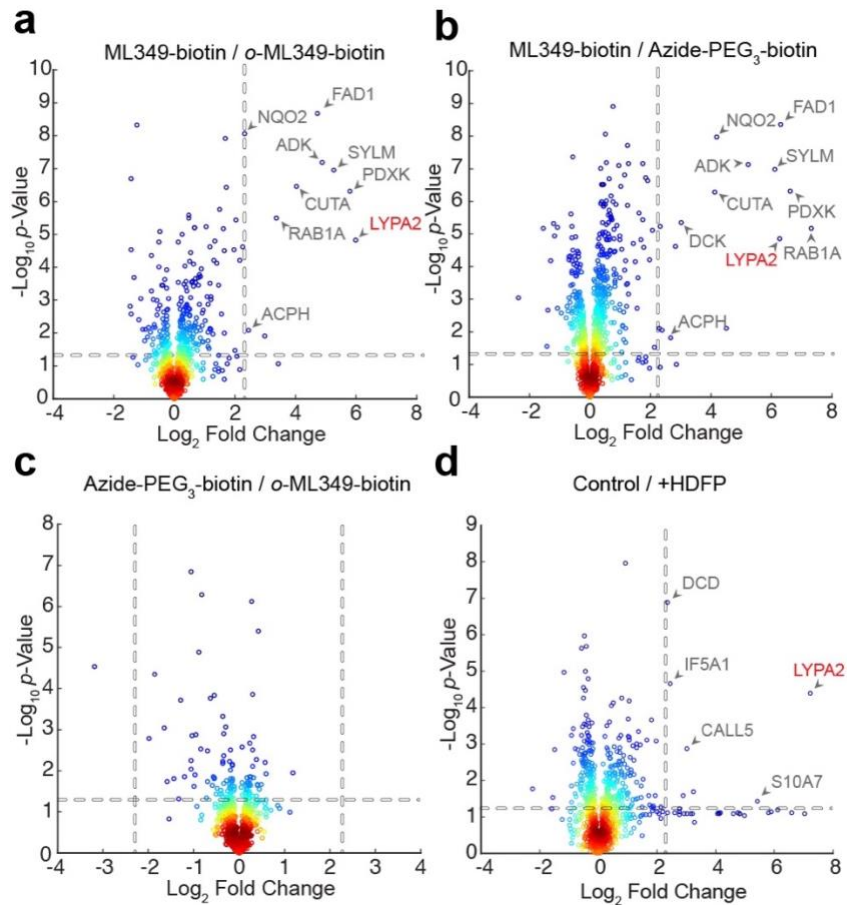 a
ML349-biotin / o-ML349-biotin
10
9
8
7
6
5
4
3
2
1
0
-Log10 p-Value
FAD1
NQO2
ADK
SYLM
PDXK
CUTA
LYPA2
RAB1A
ACPH
-4 -2 0 2 4 6 8
Log2 Fold Change
b
ML349-biotin / Azide-PEG3-biotin
10
9
8
7
6
5
4
3
2
1
0
-Log10 p-Value
NQO2
FAD1
ADK
SYLM
CUTA
PDXK
DCK
LYPA2
RAB1A
ACPH
-4 -2 0 2 4 6 8
Log2 Fold Change
c
Azide-PEG3-biotin / o-ML349-biotin
8
7
6
5
4
3
2
1
0
-Log10 p-Value
-4 -3 -2 -1 0 1 2 3 4
Log2 Fold Change
d
Control / +HDFP
9
8
7
6
5
4
3
2
1
0
-Log10 p-Value
DCD
IF5A1
LYPA2
CALL5
S10A7
-4 -2 0 2 4 6 8
Log2 Fold Change